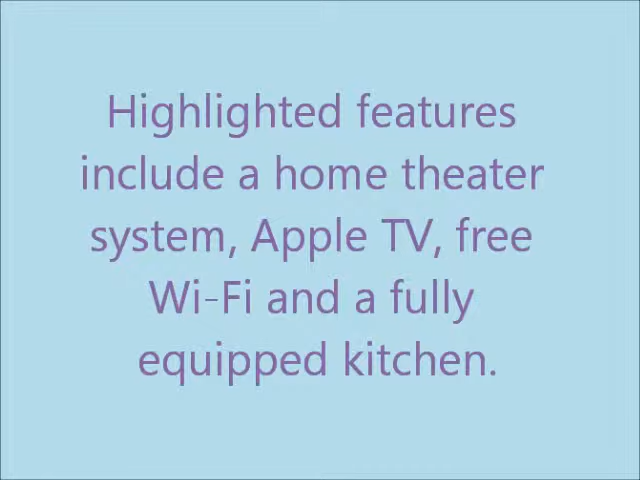 Highlighted features
include a home theater
system, Apple TV, free
Wi-Fi and a fully
equipped kitchen.